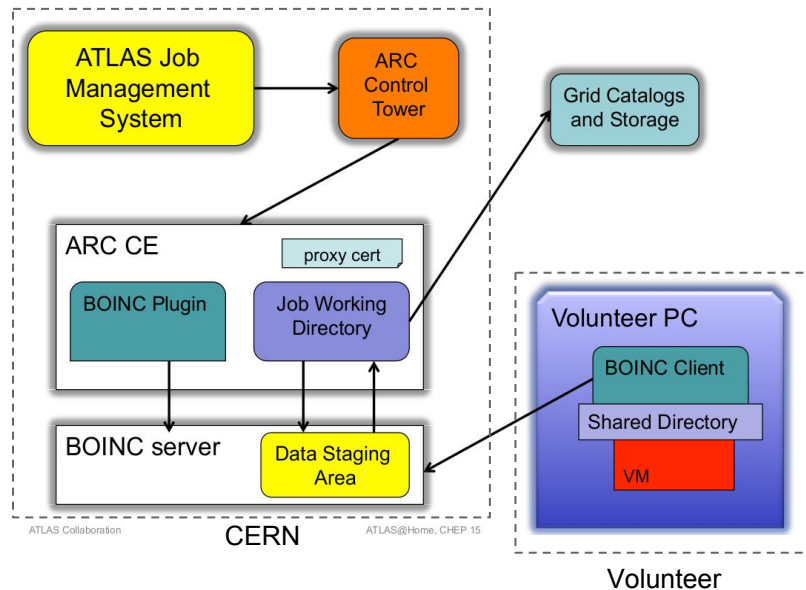 ATLAS Job
Management
System
ARC
Control
Tower
Grid Catalogs
and Storage
ARC CE
proxy cert
BOINC Plugin
Job Working
Directory
Volunteer PC
BOINC Client
Shared Directory
VM
BOINC server
Data Staging
Area
ATLAS Collaboration
CERN
ATLAS@Home, CHEP 15
Volunteer